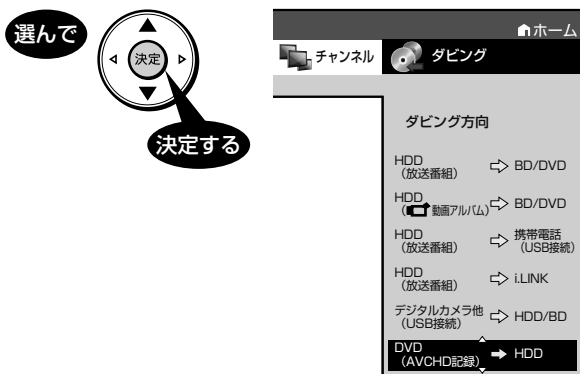 選んで
決定
決定する
ホーム
チャンネル
ダビング
ダビング方向
HDD
（放送番組）
⇨ BD/DVD
HDD
（動画アルバム）
⇨ BD/DVD
HDD
（放送番組）
⇨ 携帯電話
（USB接続）
HDD
（放送番組）
⇨ i.LINK
デジタルカメラ他
（USB接続）
⇨ HDD/BD
DVD
（AVCHD記録）
➡ HDD